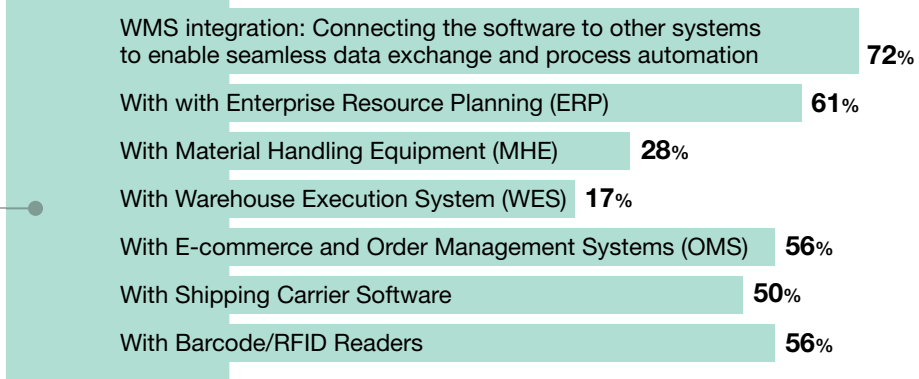 WMS integration: Connecting the software to other systems
to enable seamless data exchange and process automation 72%
With with Enterprise Resource Planning (ERP) 61%
With Material Handling Equipment (MHE) 28%
With Warehouse Execution System (WES) 17%
With E-commerce and Order Management Systems (OMS) 56%
With Shipping Carrier Software 50%
With Barcode/RFID Readers 56%